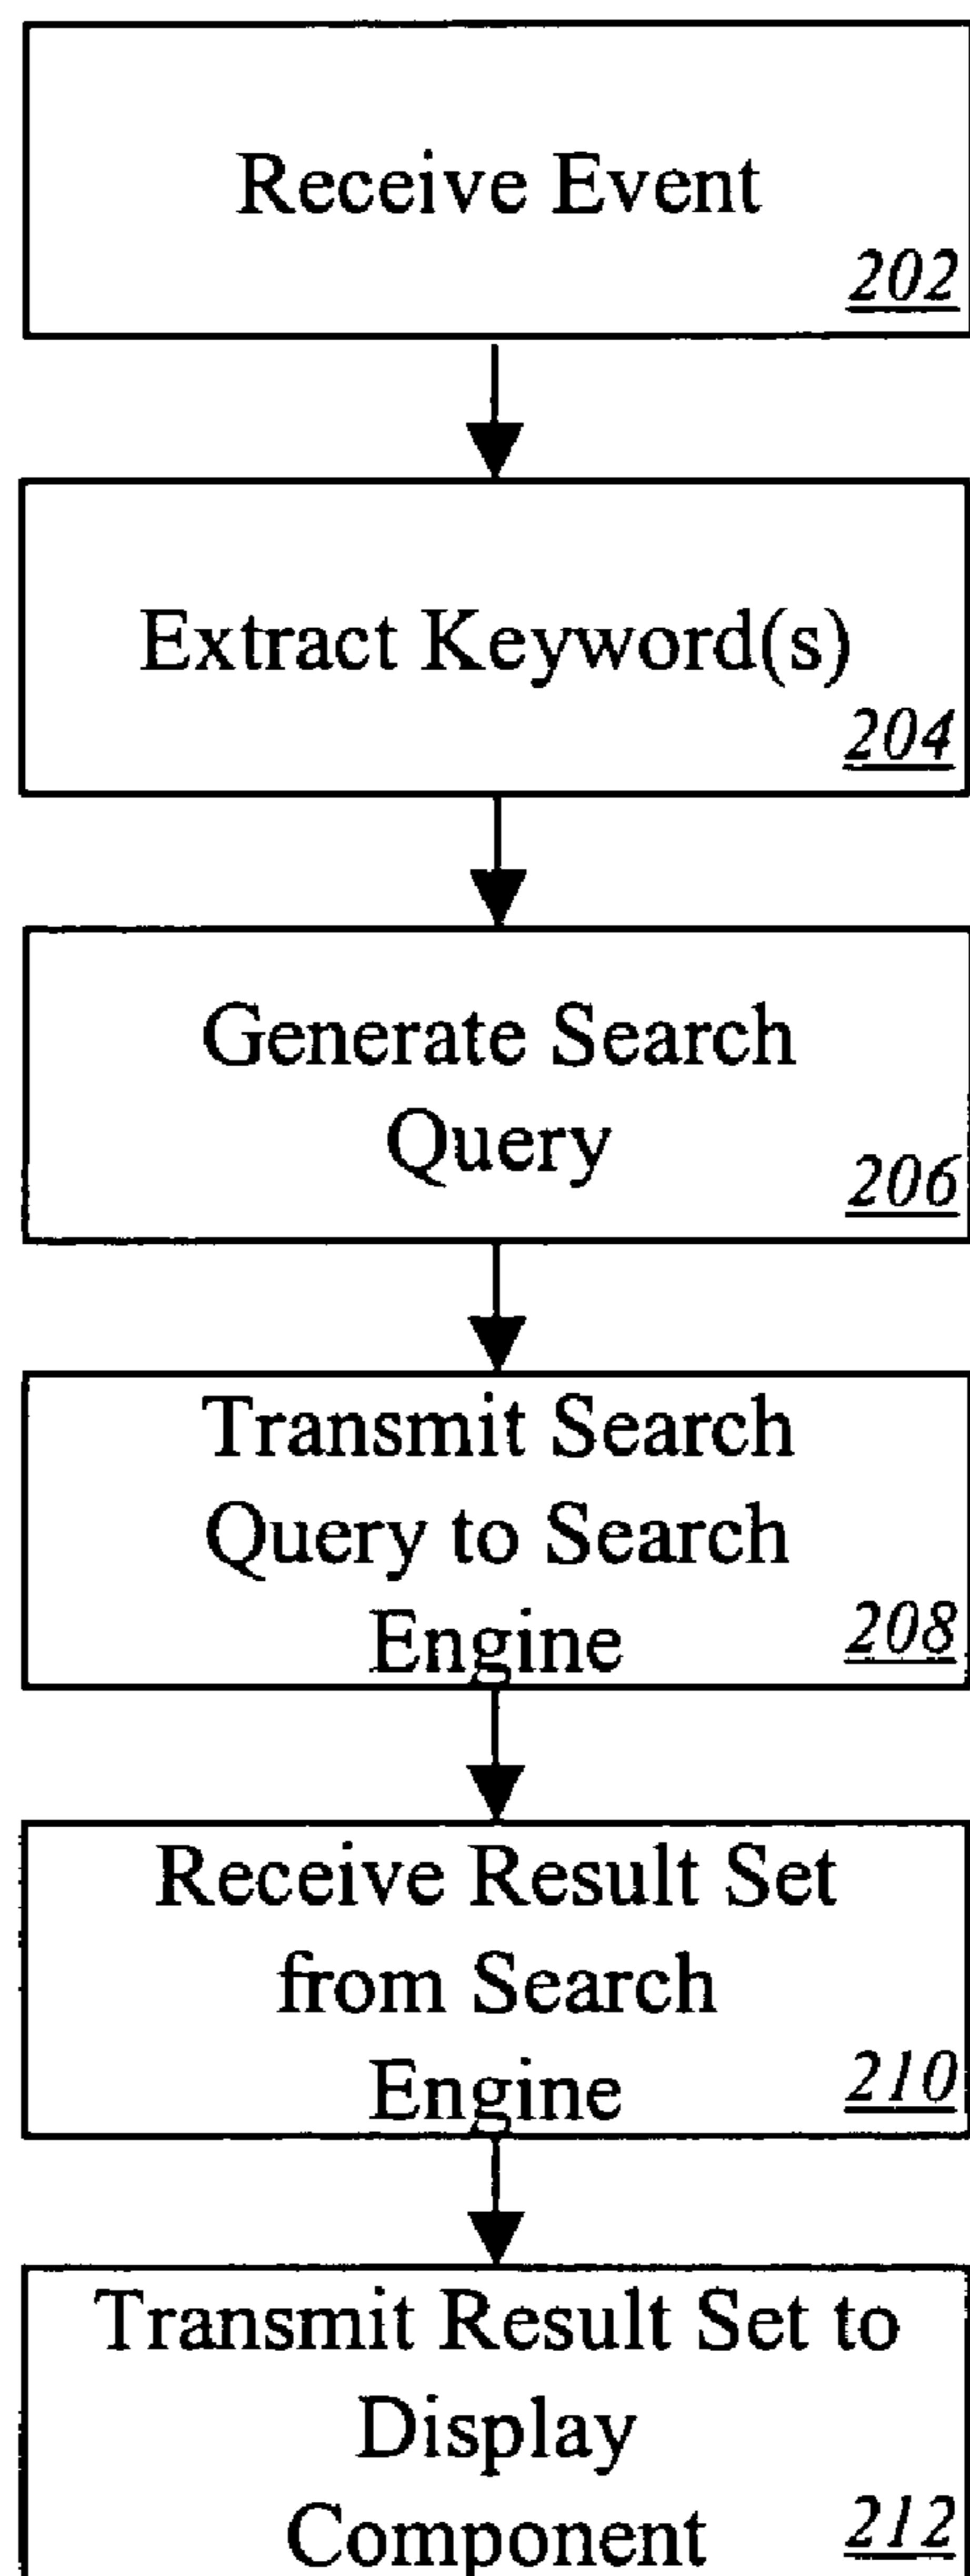 Receive Event
202
Extract Keyword(s)
204
Generate Search
Query
206
Transmit Search
Query to Search
Engine
208
Receive Result Set
from Search
Engine
210
Transmit Result Set to
Display
Component
212